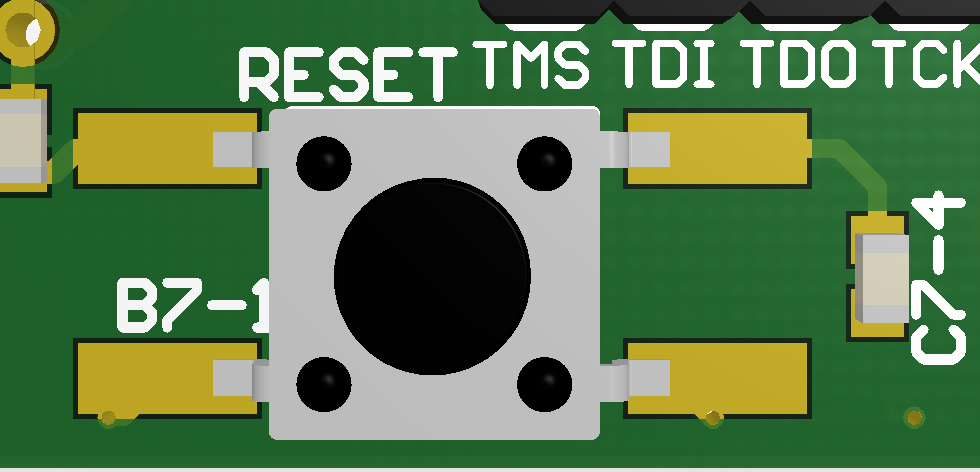 RESET TMS TDI TDO TCK
B7-1
C7-4